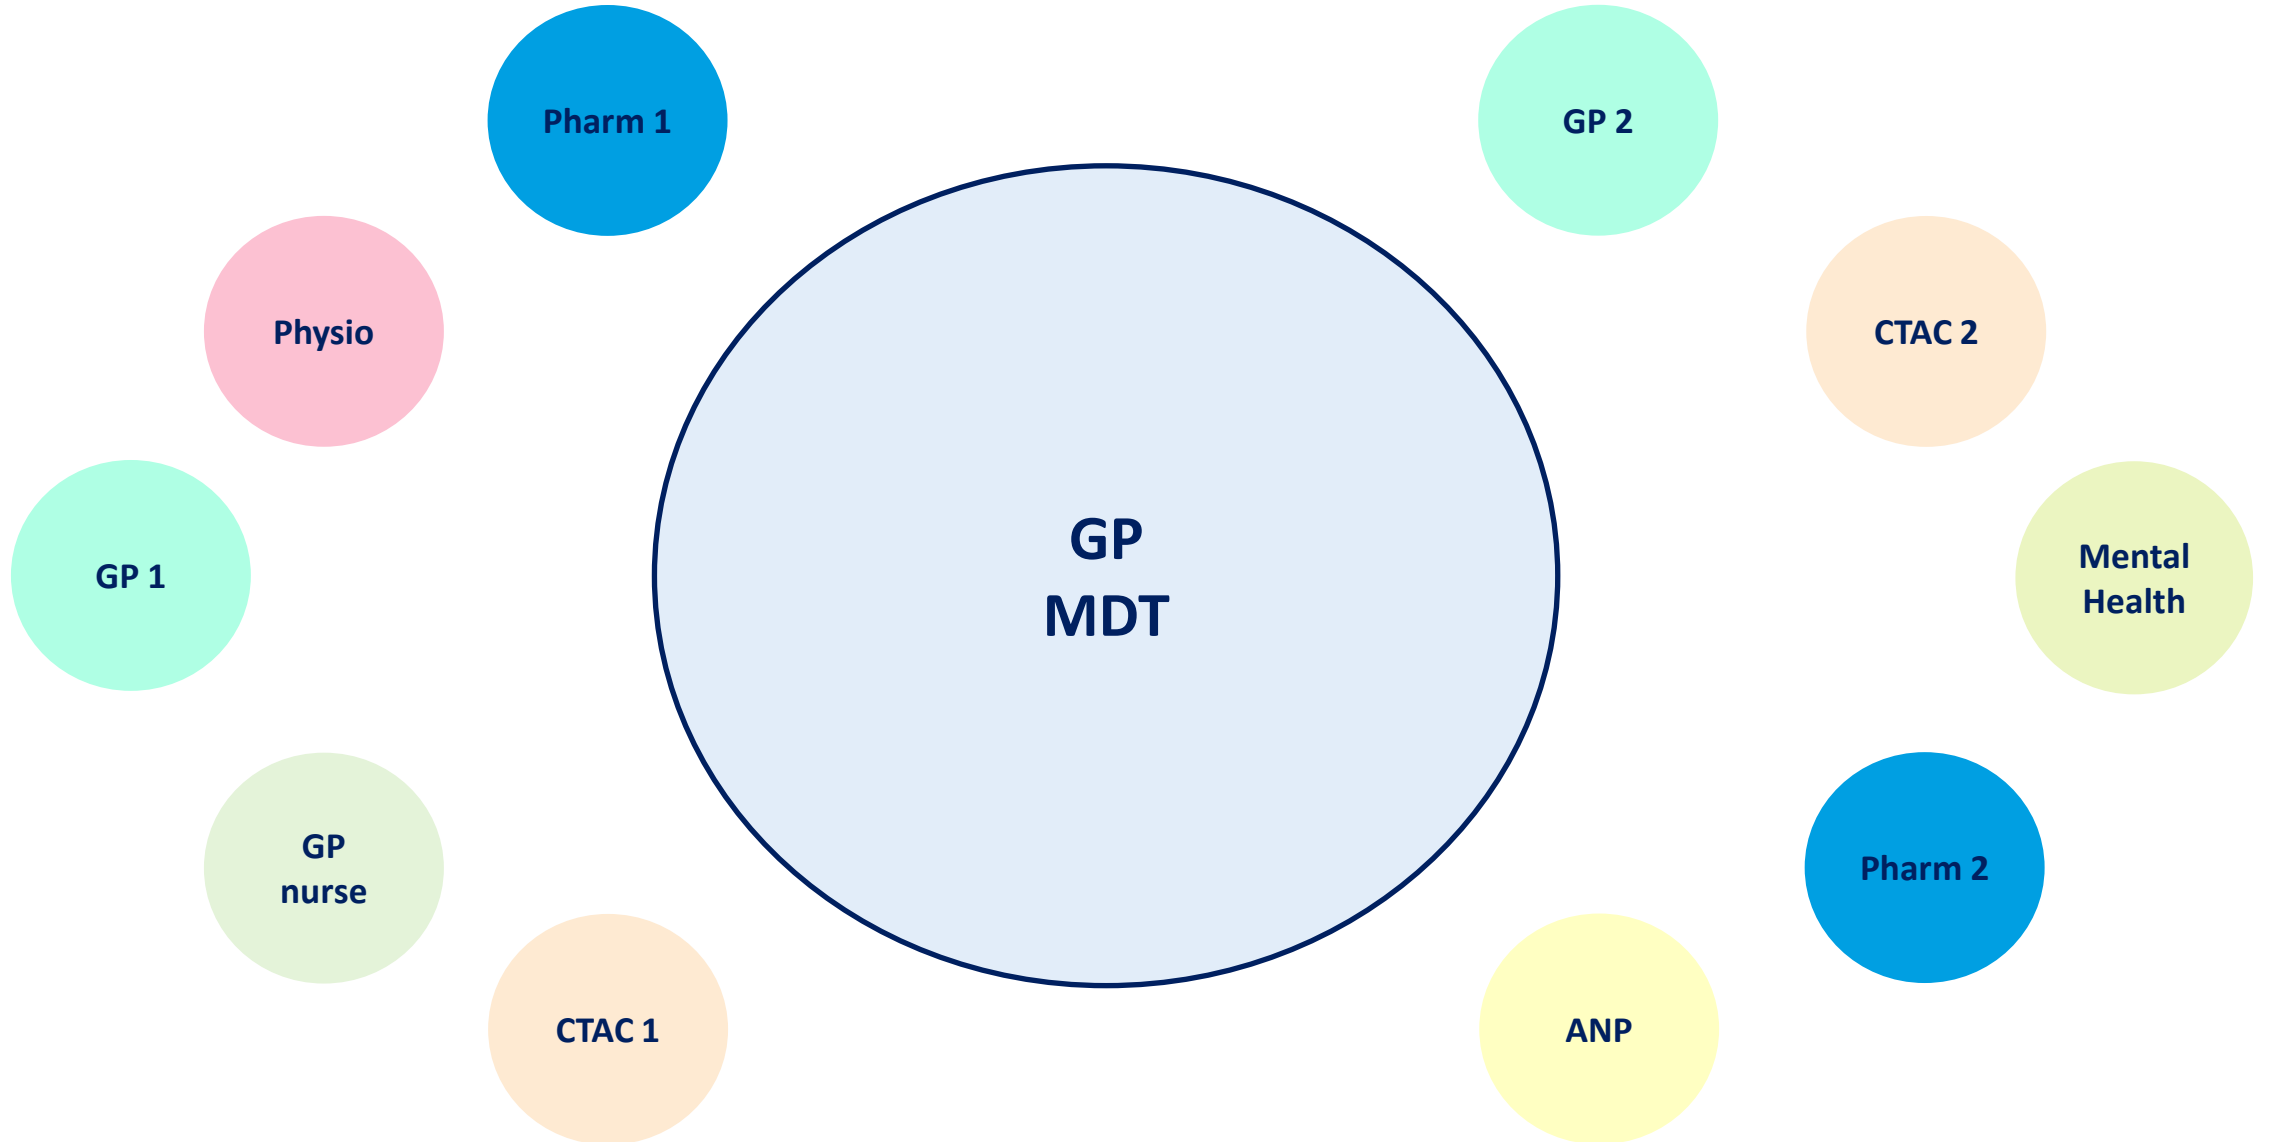 Pharm 1
GP 2
Physio
CTAC 2
GP
MDT
GP 1
Mental
Health
GP
nurse
Pharm 2
CTAC 1
ANP